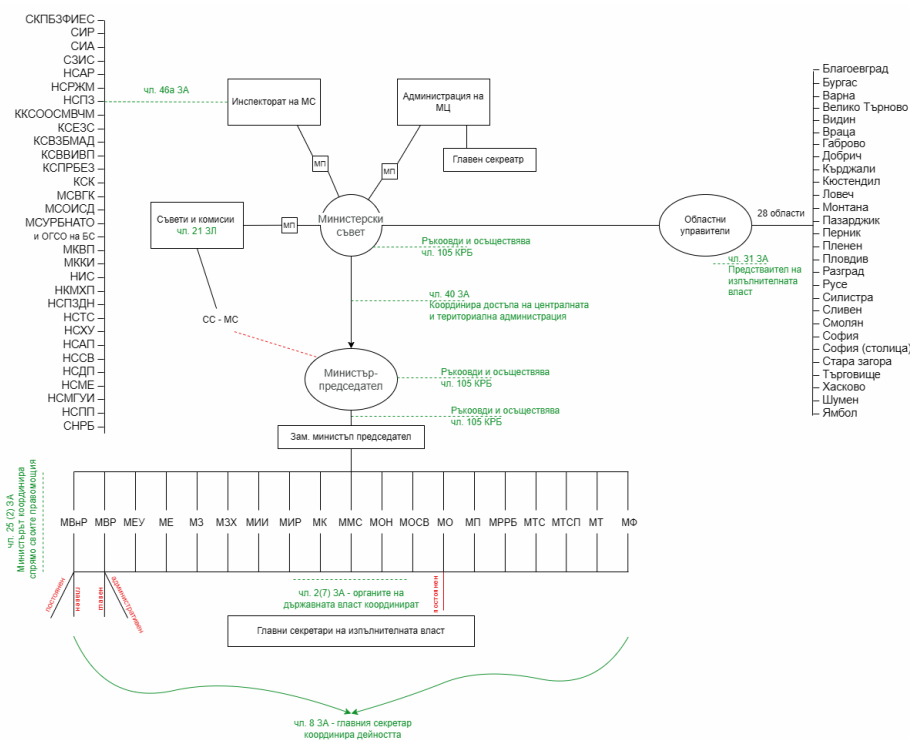 СКПБЗФИЕС
СИР
СИА
СЗИС
НСАР
НСРЖМ
НСПЗ
ККСООСМВЧМ
КСЕЗС
КСВЗБМАД
КСВВИВП
КСПРБЕЗ
КСК
МСВГК
МСОИСД
МСУРБНАТО
и ОГСО на БС
МКВП
МККИ
НИС
НКМХП
НСПЗДН
НСТС
НСХУ
НСАП
НССВ
НСДП
НСМЕ
НСМГУИ
НСПП
СНРБ
чл. 46а ЗА
Инспекторат на МС
Администрация на
МЦ
Главен секреатр
МП
МП
МП
Съвети и комисии
чл. 21 ЗЛ
Министерски
съвет
Ръкоовди и осъществява
чл. 105 КРБ
чл. 40 ЗА
Координира достъпа на централната
и териториална администрация
СС - МС
Министър-
председател
Ръкоовди и осъществява
чл. 105 КРБ
Ръкоовди и осъществява
чл. 105 КРБ
Зам. министъл председател
Областни
управители
28 области
чл. 31 ЗА
Предстваител на
изпълнителната
власт
Благоевград
Бургас
Варна
Велико Търново
Видин
Враца
Габрово
Добрич
Кърджали
Кюстендил
Ловеч
Монтана
Пазарджик
Перник
Пленен
Пловдив
Разград
Русе
Силистра
Сливен
Смолян
София
София (столица)
Стара загора
Търговище
Хасково
Шумен
Ямбол
чл. 25 (2) ЗА
Министърът координира
спрямо своите правомощия
МВнР МВР МЕУ МЕ МЗ МЗХ МИИ МИР МК ММС МОН МОСВ МО МП МРРБ МТС МТСП МТ МФ
постоянен
главен
главен
административен
постоянен
чл. 2(7) ЗА - органите на
държавната власт координират
Главни секретари на изпълнителната власт
чл. 8 ЗА - главния секретар
координира дейността